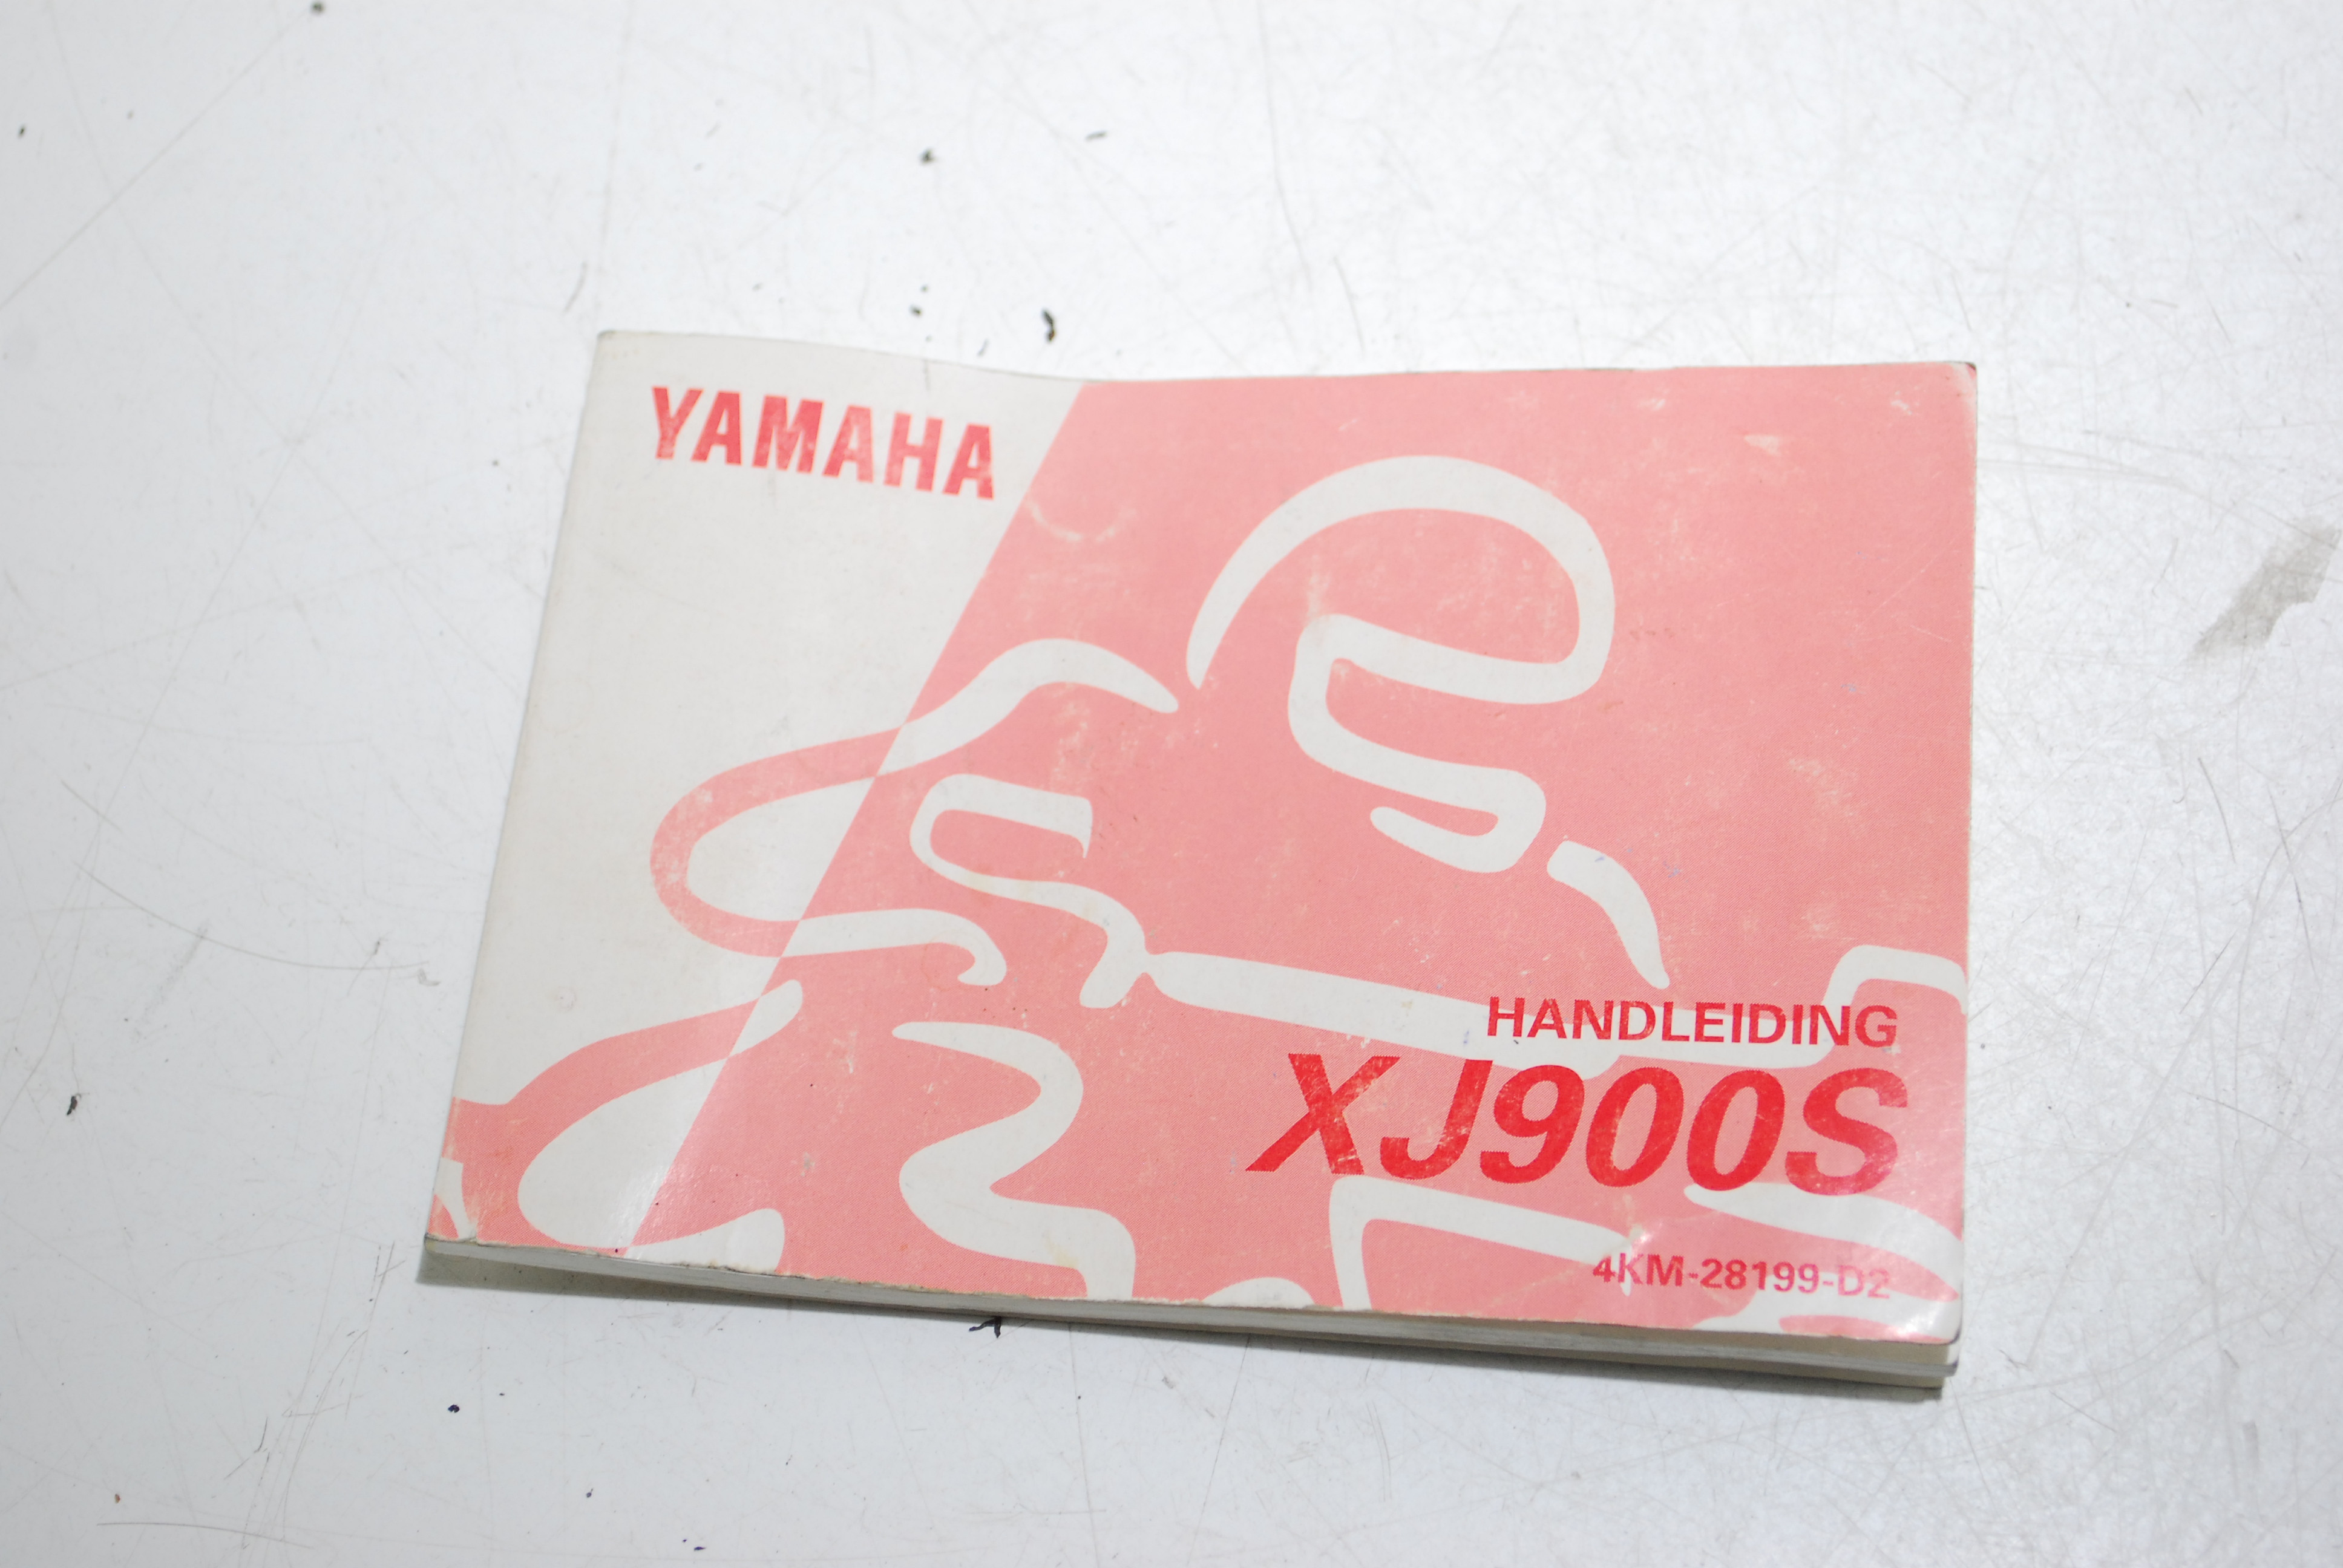 YAMAHA
HANDLEIDING
XJ900S
4KM-28199-D2